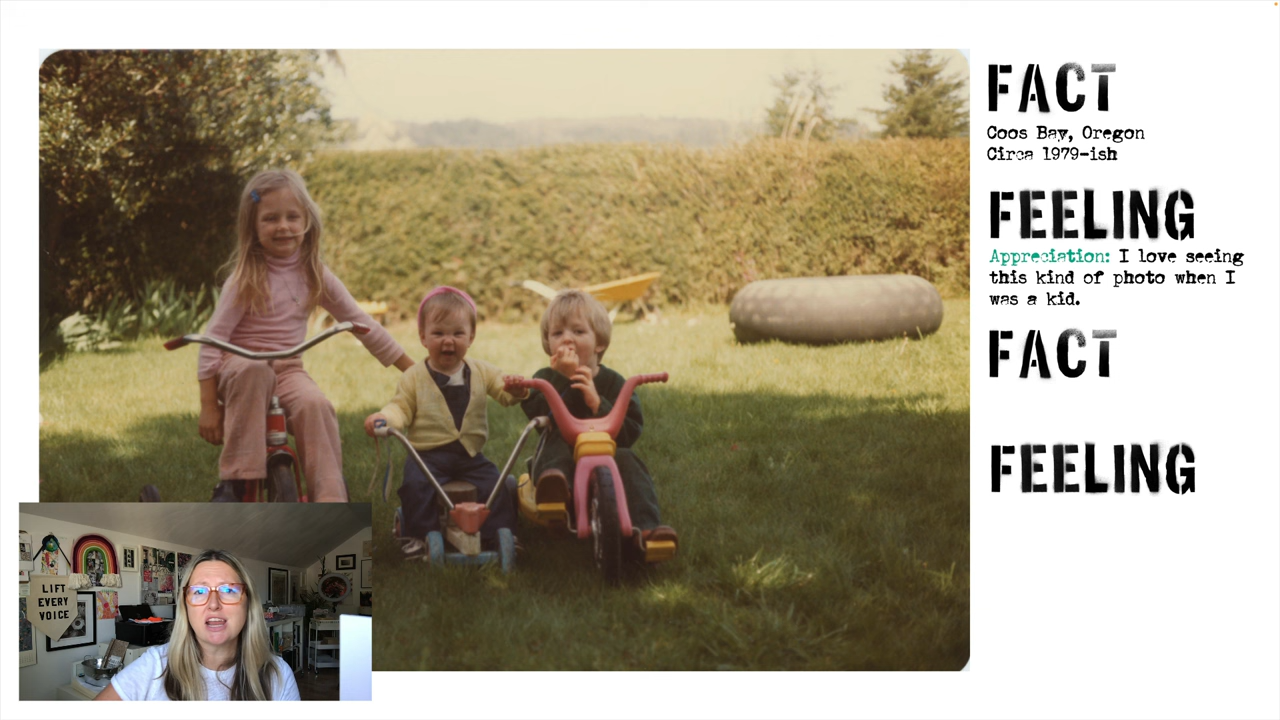 FACT
Coos Bay, Oregon
Circa 1979-ish
FEELING
Appreciation: I love seeing
this kind of photo when I
was a kid.
FACT
FEELING
LIFT
EVERY
VOICE